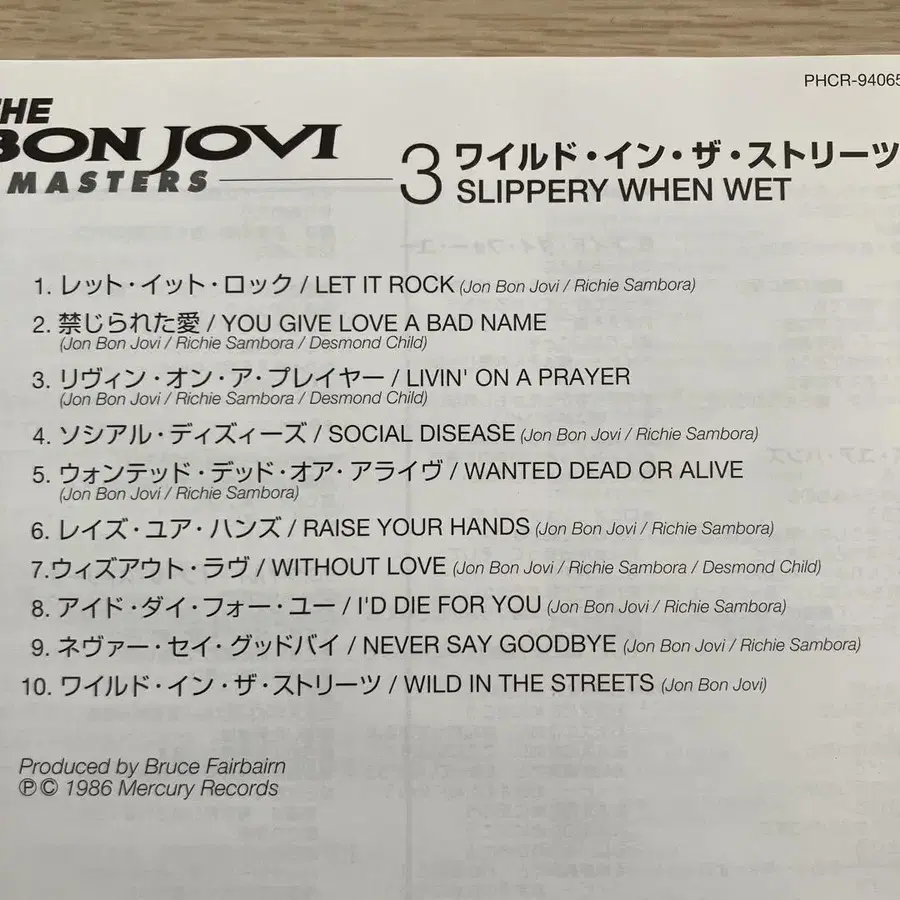 PHCR-94065
THE
BON JOVI
MASTERS
3 ワイルド・イン・ザ・ストリーツ
SLIPPERY WHEN WET
1. レット・イット・ロック / LET IT ROCK (Jon Bon Jovi / Richie Sambora)
2. 禁じられた愛 / YOU GIVE LOVE A BAD NAME
(Jon Bon Jovi / Richie Sambora / Desmond Child)
3. リヴィン・オン・ア・プレイヤー / LIVIN' ON A PRAYER
(Jon Bon Jovi / Richie Sambora / Desmond Child)
4. ソシアル・ディズィーズ / SOCIAL DISEASE (Jon Bon Jovi / Richie Sambora)
5. ウォンテッド・デッド・オア・アライヴ / WANTED DEAD OR ALIVE
(Jon Bon Jovi / Richie Sambora)
6. レイズ・ユア・ハンズ / RAISE YOUR HANDS (Jon Bon Jovi / Richie Sambora)
7.ウィズアウト・ラヴ / WITHOUT LOVE (Jon Bon Jovi / Richie Sambora / Desmond Child)
8. アイド・ダイ・フォー・ユー / I'D DIE FOR YOU (Jon Bon Jovi / Richie Sambora)
9. ネヴァー・セイ・グッドバイ / NEVER SAY GOODBYE (Jon Bon Jovi / Richie Sambora)
10. ワイルド・イン・ザ・ストリーツ / WILD IN THE STREETS (Jon Bon Jovi)
Produced by Bruce Fairbairn
℗© 1986 Mercury Records